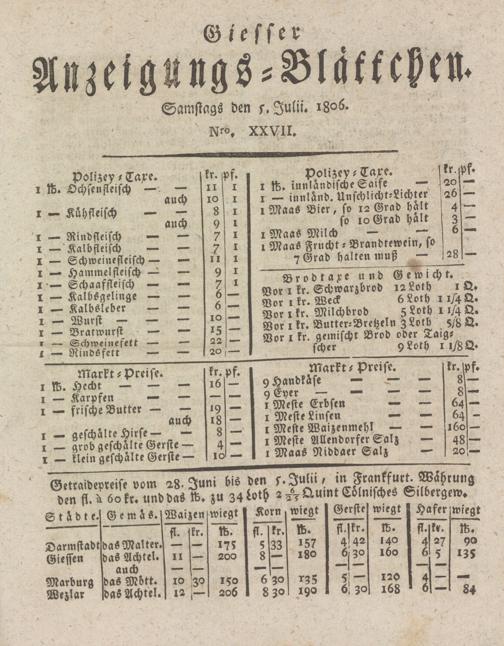 Giesser
Anzeigungs-Blättchen.
Samstags den 5. Julii. 1806.
Nro. XXVII.
Polizey-Taxe. kr. pf.
1 ℔. Ochsenfleisch — — 11 1
auch 10 1
1 — Kühfleisch — — 8 1
auch 9 1
1 — Rindfleisch — — 7 1
1 — Kalbfleisch — — 7 1
1 — Schweinefleisch — 11 1
1 — Hammelfleisch — 9 1
1 — Schaaffleisch — 7 1
1 — Kalbsgelinge — — 6 —
1 — Kalbsleber — — 6 —
1 — Wurst — — 10 —
1 — Bratwurst — — 15 —
1 — Schweinefett — — 22 —
1 — Rindsfett — — 20 —
Polizey-Taxe. kr. pf.
1 ℔. innländische Saife — 20 —
1 — innländ. Unschlicht-Lichter 26 —
1 Maas Bier, so 12 Grad hält 4 —
so 10 Grad hält 3 —
1 Maas Milch — — 6 —
1 Maas Frucht-Brandtewein, so
7 Grad halten muß — 28 —
Brodtaxe und Gewicht.
Vor 1 kr. Schwarzbrod 12 Loth 1 Q.
Vor 1 kr. Weck 6 Loth 1 1/4 Q.
Vor 1 kr. Milchbrod 5 Loth 1 1/4 Q.
Vor 1 kr. Butter-Bretzeln 3 Loth 5/8 Q.
Vor 1 kr. gemischt Brod oder Taig-
scher 9 Loth 1 1/8 Q.
Markt-Preise. kr. pf.
1 ℔. Hecht — — 16 —
1 — Karpfen — — — —
1 — frische Butter — — 19 —
auch 18 —
1 — geschälte Hirse — — 8 —
1 — grob geschälte Gerste — 4 —
1 — klein geschälte Gerste — 10 —
Markt-Preise. kr. pf.
9 Handkäse — — — 8 —
9 Eyer — — — 8 —
1 Meste Erbsen — — — 64 —
1 Meste Linsen — — — 64 —
1 Meste Waizenmehl — — 160 —
1 Meste Allendorfer Salz — 48 —
1 Maas Niddaer Salz — 20 —
Getraidepreise vom 28. Juni bis den 5. Julii, in Frankfurt. Währung
den fl. à 60 kr. und das ℔. zu 34 Loth 2 Quint Cölnisches Silbergew.
Städte. Gemäs. Waizen wiegt Korn wiegt Gerste wiegt Hafer wiegt
fl. kr. ℔. fl. kr. ℔. fl. kr. ℔. fl. kr. ℔.
Darmstadt das Malter. — — 175 5 33 157 4 42 140 4 27 90
Giessen das Achtel. 11 — 200 8 — 180 6 30 160 6 5 135
auch — — — — — — —
Marburg das Mött. 10 30 150 6 30 135 5 — 120 4 —
Wezlar das Achtel. 12 — 206 8 30 190 6 30 168 6 — 84